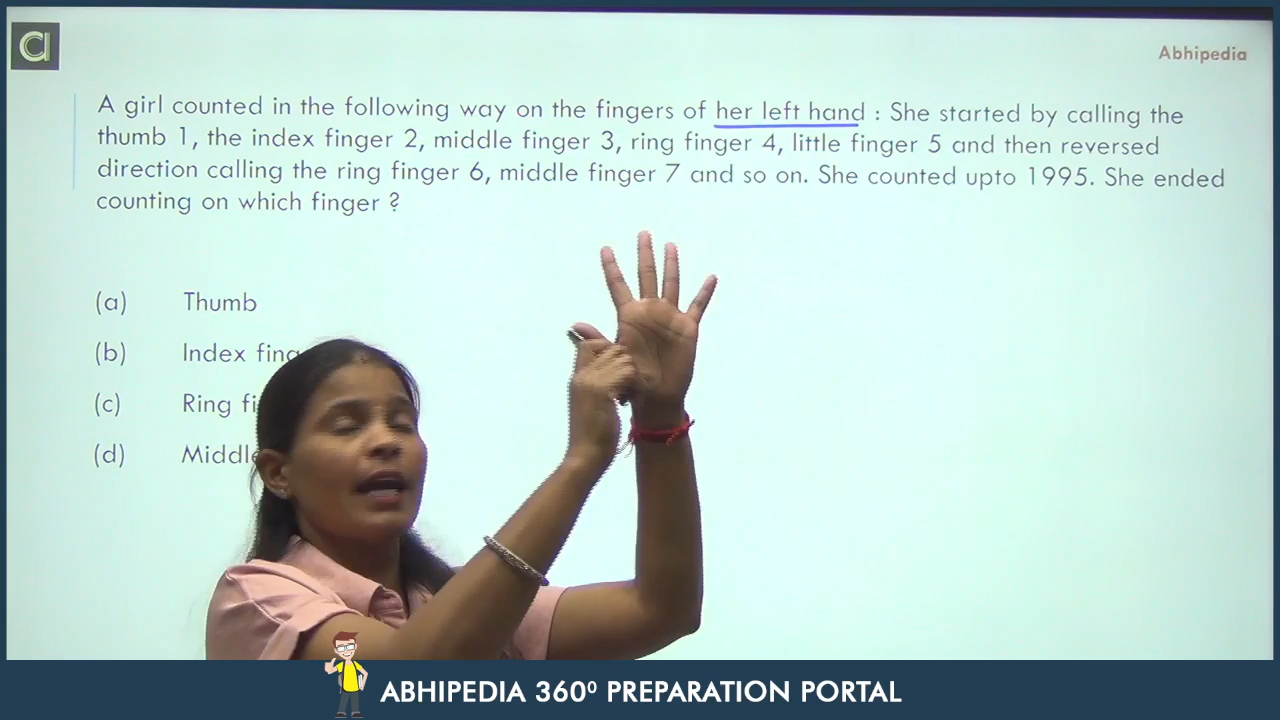 a
Abhipedia
A girl counted in the following way on the fingers of her left hand : She started by calling the
thumb 1, the index finger 2, middle finger 3, ring finger 4, little finger 5 and then reversed
direction calling the ring finger 6, middle finger 7 and so on. She counted upto 1995. She ended
counting on which finger ?
(a) Thumb
(b) Index fing
(c) Ring fi
(d) Middle
ABHIPEDIA 360⁰ PREPARATION PORTAL